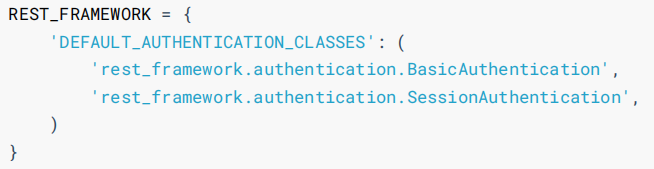 REST_FRAMEWORK = {
    'DEFAULT_AUTHENTICATION_CLASSES': (
        'rest_framework.authentication.BasicAuthentication',
        'rest_framework.authentication.SessionAuthentication',
    )
}